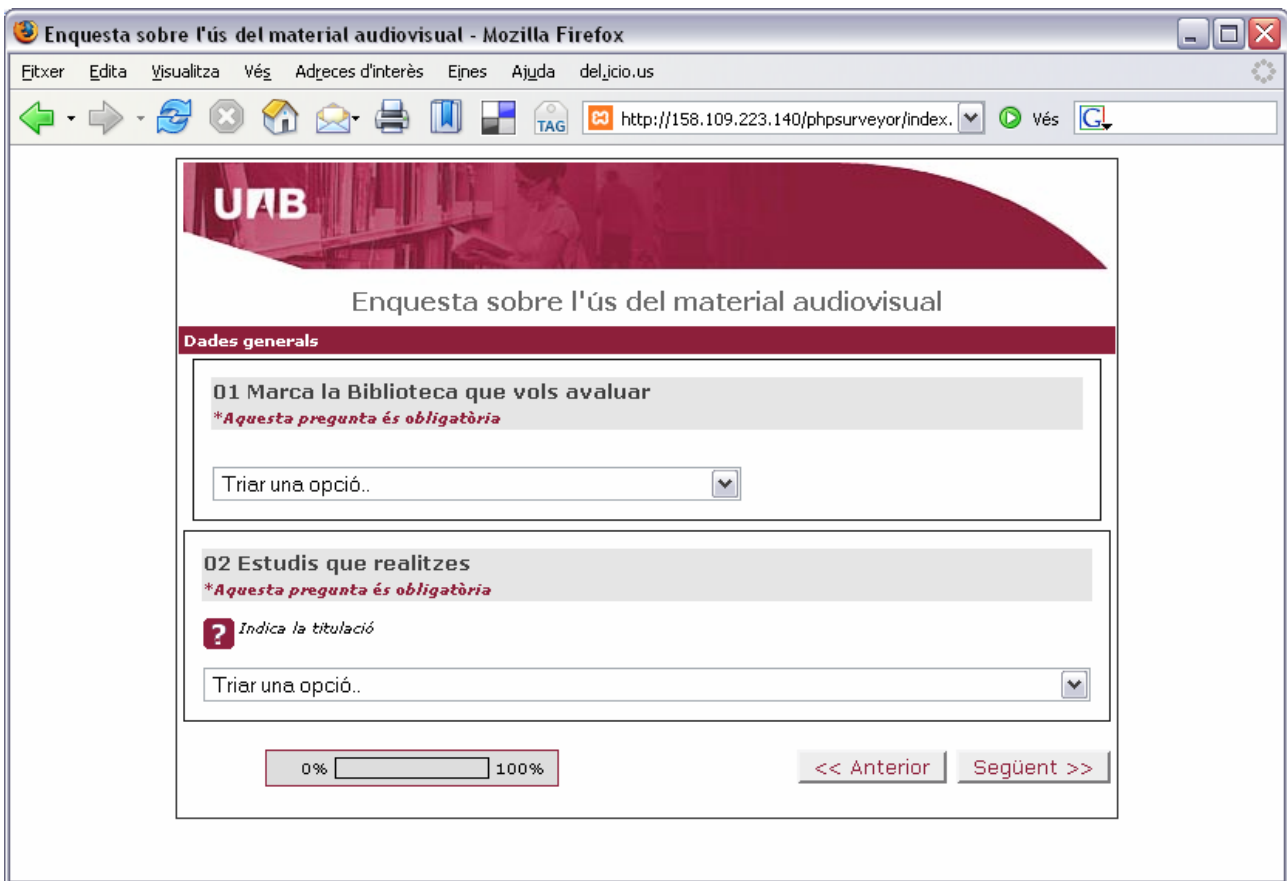 Enquesta sobre l'ús del material audiovisual - Mozilla Firefox
Fitxer Edita Visualitza Vés Adreces d'interès Eines Ajuda del.icio.us
TAG http://158.109.223.140/phpsurveyor/index. Vés G
UAB
Enquesta sobre l'ús del material audiovisual
Dades generals
01 Marca la Biblioteca que vols avaluar
*Aquesta pregunta és obligatòria
Triar una opció..
02 Estudis que realitzes
*Aquesta pregunta és obligatòria
? Indica la titulació
Triar una opció..
0% 100% << Anterior Següent >>